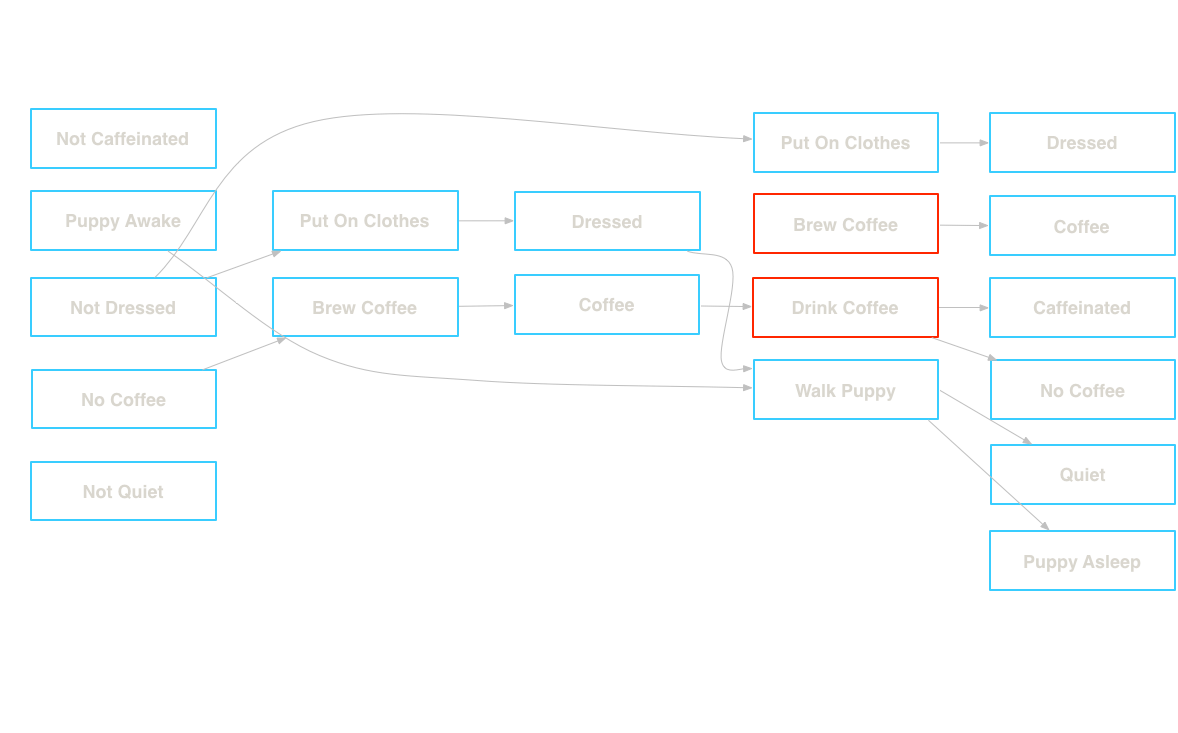 Not Caffeinated
Puppy Awake
Not Dressed
No Coffee
Not Quiet
Put On Clothes
Brew Coffee
Dressed
Coffee
Put On Clothes
Brew Coffee
Drink Coffee
Walk Puppy
Dressed
Coffee
Caffeinated
No Coffee
Quiet
Puppy Asleep